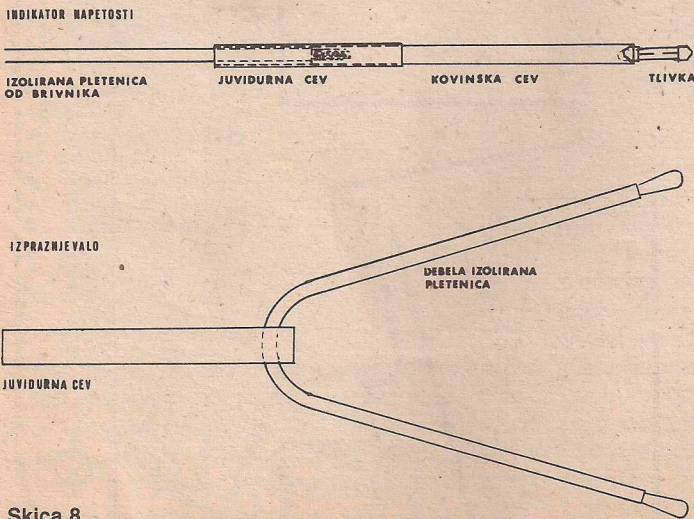 INDIKATOR NAPETOSTI
IZOLIRANA PLETENICA
OD BRIVNIKA
JUVIDURNA CEV
KOVINSKA CEV
TLIVKA
IZPRAZNJEVALO
DEBELA IZOLIRANA
PLETENICA
JUVIDURNA CEV
Skica 8